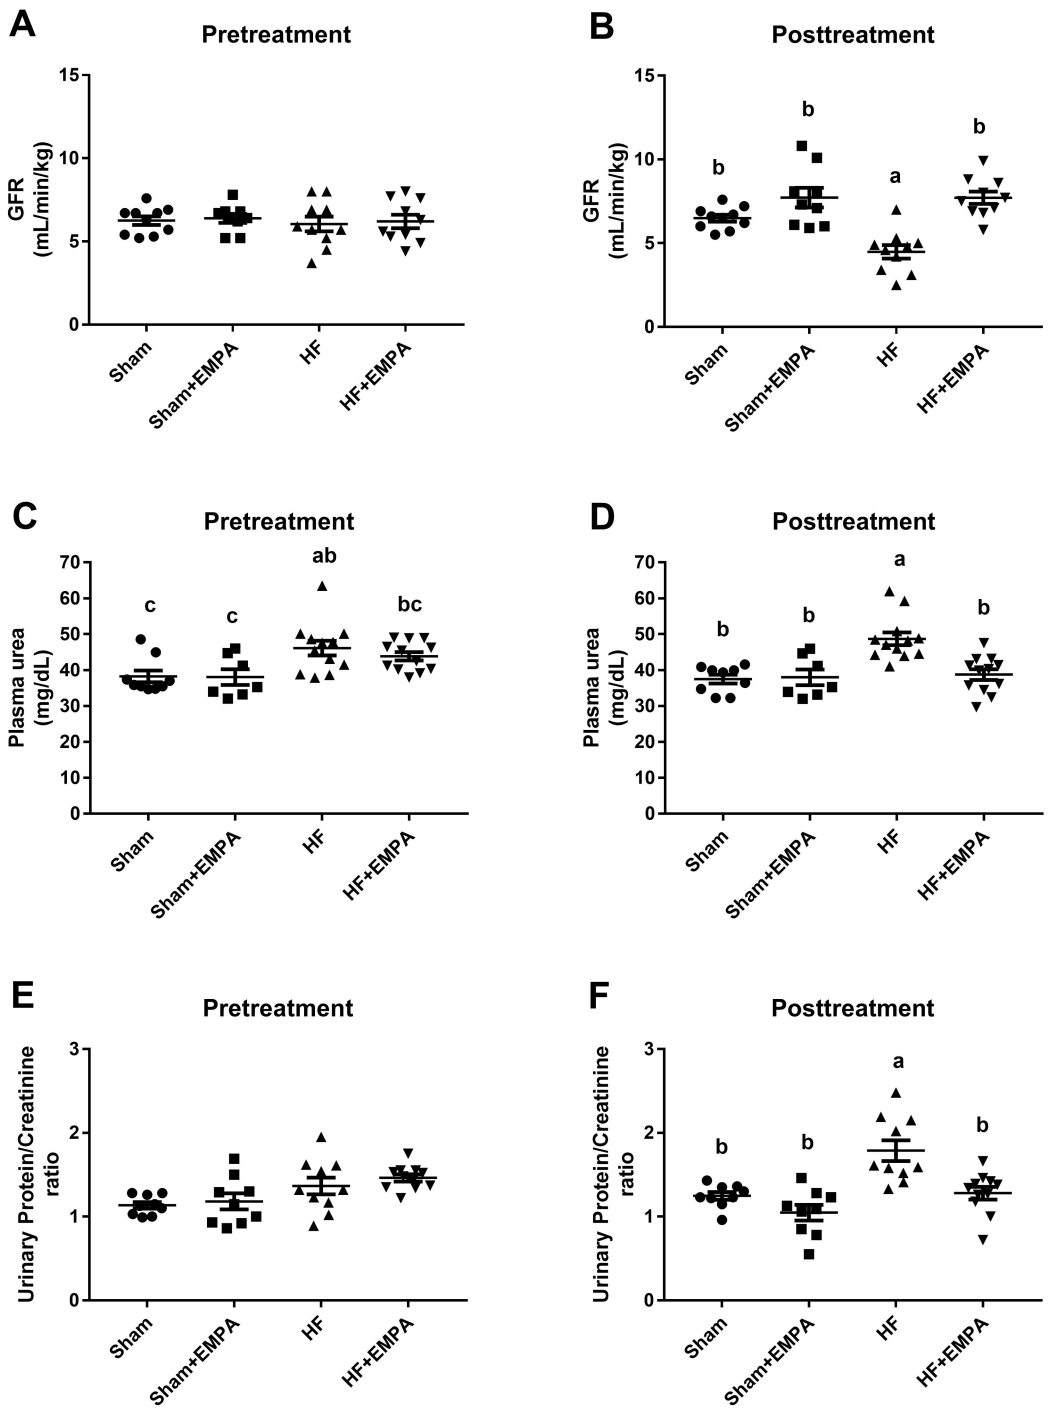 A
Pretreatment
GFR
(mL/min/kg)
15
10
5
0
Sham
Sham+EMPA
HF
HF+EMPA
B
Posttreatment
GFR
(mL/min/kg)
15
10
5
0
b
b
a
b
Sham
Sham+EMPA
HF
HF+EMPA
C
Pretreatment
Plasma urea
(mg/dL)
70
60
50
40
30
20
10
0
c
c
ab
bc
Sham
Sham+EMPA
HF
HF+EMPA
D
Posttreatment
Plasma urea
(mg/dL)
70
60
50
40
30
20
10
0
b
b
a
b
Sham
Sham+EMPA
HF
HF+EMPA
E
Pretreatment
Urinary Protein/Creatinine
ratio
3
2
1
0
Sham
Sham+EMPA
HF
HF+EMPA
F
Posttreatment
Urinary Protein/Creatinine
ratio
3
2
1
0
b
b
a
b
Sham
Sham+EMPA
HF
HF+EMPA